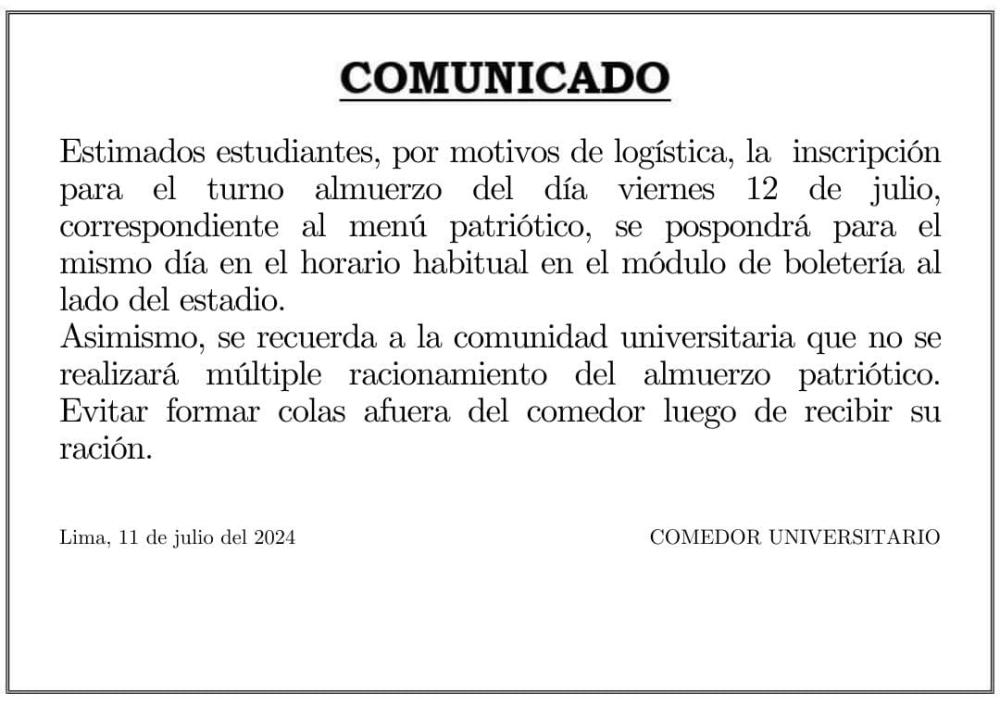 COMUNICADO
Estimados estudiantes, por motivos de logística, la inscripción
para el turno almuerzo del día viernes 12 de julio,
correspondiente al menú patriótico, se pospondrá para el
mismo día en el horario habitual en el módulo de boletería al
lado del estadio.
Asimismo, se recuerda a la comunidad universitaria que no se
realizará múltiple racionamiento del almuerzo patriótico.
Evitar formar colas afuera del comedor luego de recibir su
ración.
Lima, 11 de julio del 2024 COMEDOR UNIVERSITARIO